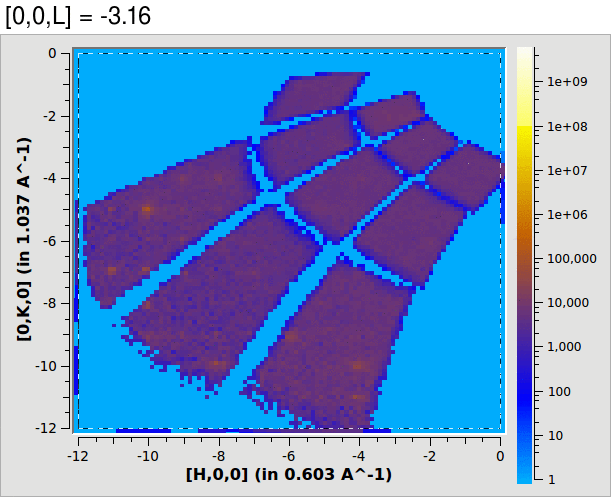 [0,0,L] = -3.16
0
-2
-4
-6
-8
-10
-12
[0,K,0] (in 1.037 A^-1)
-12
-10
-8
-6
-4
-2
0
[H,0,0] (in 0.603 A^-1)
1e+09
1e+08
1e+07
1e+06
100,000
10,000
1,000
100
10
1